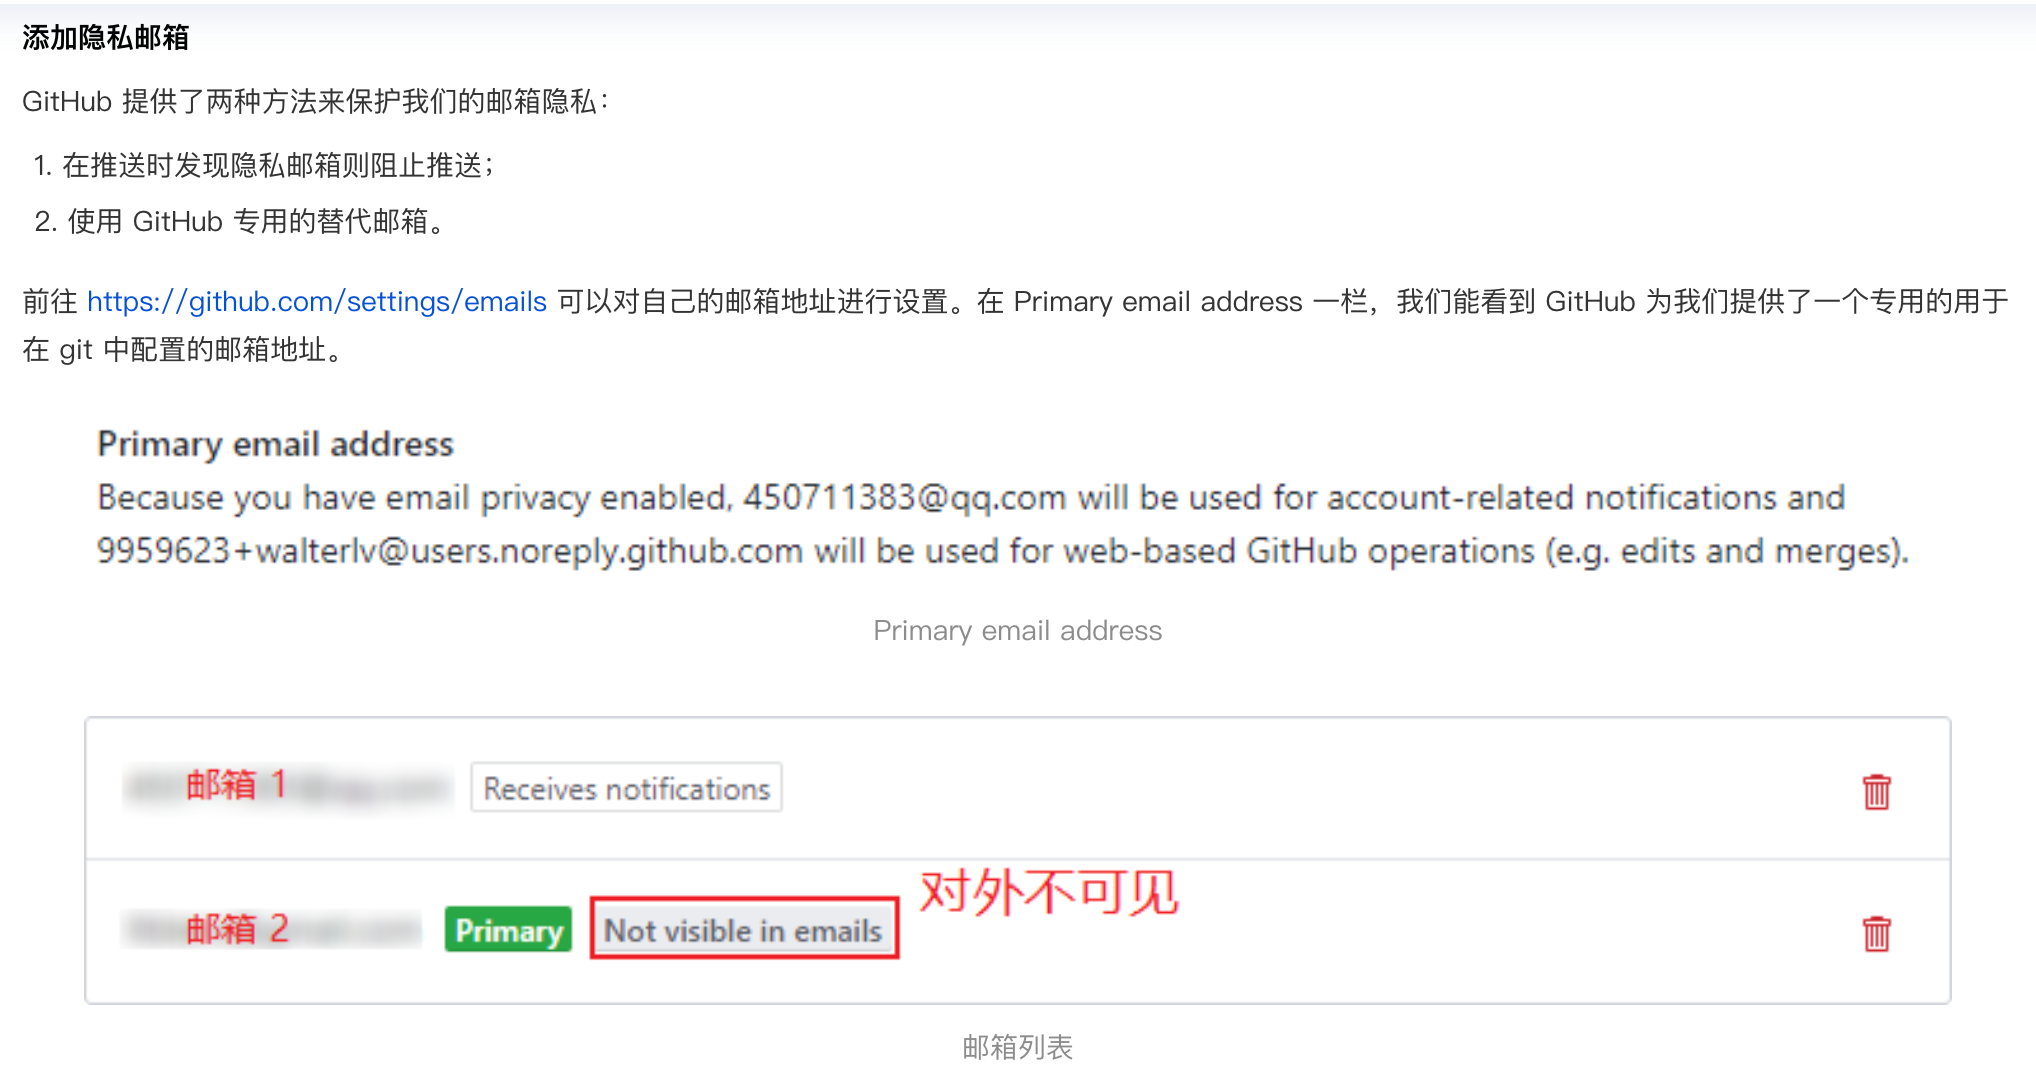 添加隐私邮箱
GitHub 提供了两种方法来保护我们的邮箱隐私：
1. 在推送时发现隐私邮箱则阻止推送；
2. 使用 GitHub 专用的替代邮箱。
前往 https://github.com/settings/emails 可以对自己的邮箱地址进行设置。在 Primary email address 一栏，我们能看到 GitHub 为我们提供了一个专用的用于
在 git 中配置的邮箱地址。
Primary email address
Because you have email privacy enabled, 450711383@qq.com will be used for account-related notifications and
9959623+walterlv@users.noreply.github.com will be used for web-based GitHub operations (e.g. edits and merges).
Primary email address
邮箱 1 Receives notifications
对外不可见
邮箱 2 Primary Not visible in emails
邮箱列表